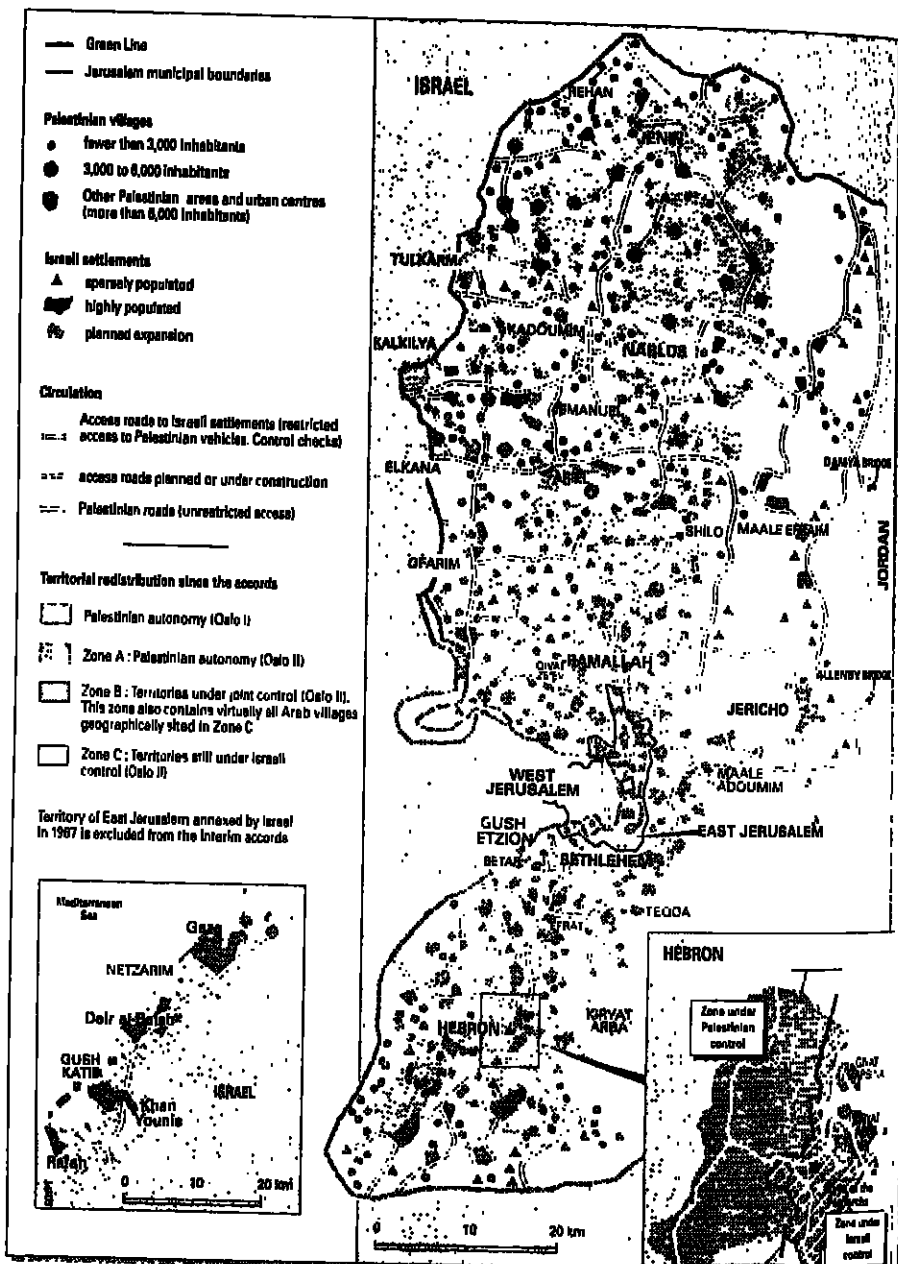 Green Line
Jerusalem municipal boundaries
Palestinian villages
fewer than 3,000 inhabitants
3,000 to 6,000 inhabitants
Other Palestinian areas and urban centres
(more than 6,000 inhabitants)
Israeli settlements
sparsely populated
highly populated
planned expansion
Circulation
Access roads to Israeli settlements (restricted
access to Palestinian vehicles. Control checks)
access roads planned or under construction
Palestinian roads (unrestricted access)
Territorial redistribution since the accords
Palestinian autonomy (Oslo I)
Zone A : Palestinian autonomy (Oslo II)
Zone B : Territories under joint control (Oslo II).
This zone also contains virtually all Arab villages
geographically sited in Zone C
Zone C : Territories still under Israeli
control (Oslo II)
Territory of East Jerusalem annexed by Israel
in 1967 is excluded from the interim accords
Mediterranean
Sea
Gaza
NETZARIM
Deir al-Balah
GUSH
KATIF
ISRAEL
Khan
Younis
Rafah
EGYPT
0 10 20 km
ISRAEL
REHAN
JENIN
TULKARM
KADOUMIM
KALKILYA
NABLUS
EMANUEL
ELKANA
ARIEL
DAMYA BRIDGE
SHILO
MAALE EFRAIM
JORDAN
OFARIM
RAMALLAH
ALLENBY BRIDGE
JERICHO
WEST
JERUSALEM
MAALE
ADOUMIM
GUSH
ETZION
EAST JERUSALEM
BETAR
BETHLEHEM
TEQOA
EFRAT
HEBRON
KIRYAT
ARBA
0 10 20 km
HEBRON
Zone under
Palestinian
control
Zone under
Israeli
control